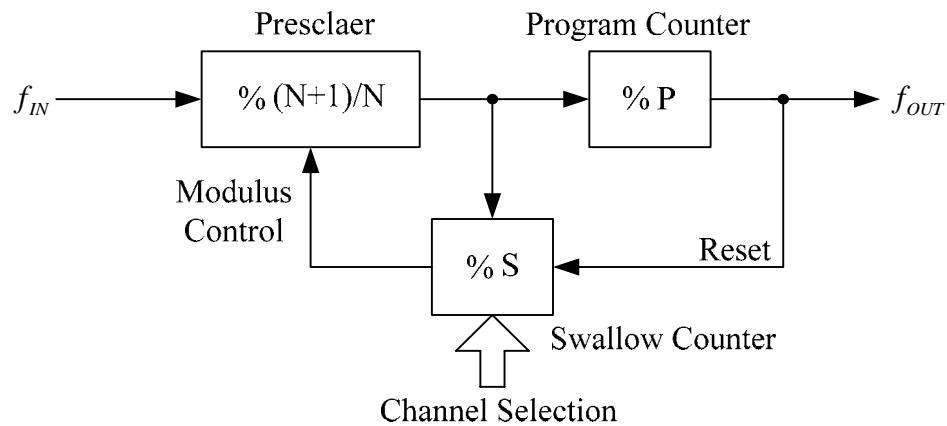 Presclaer
Program Counter
f_IN
% (N+1)/N
% P
f_OUT
Modulus
Control
% S
Reset
Swallow Counter
Channel Selection